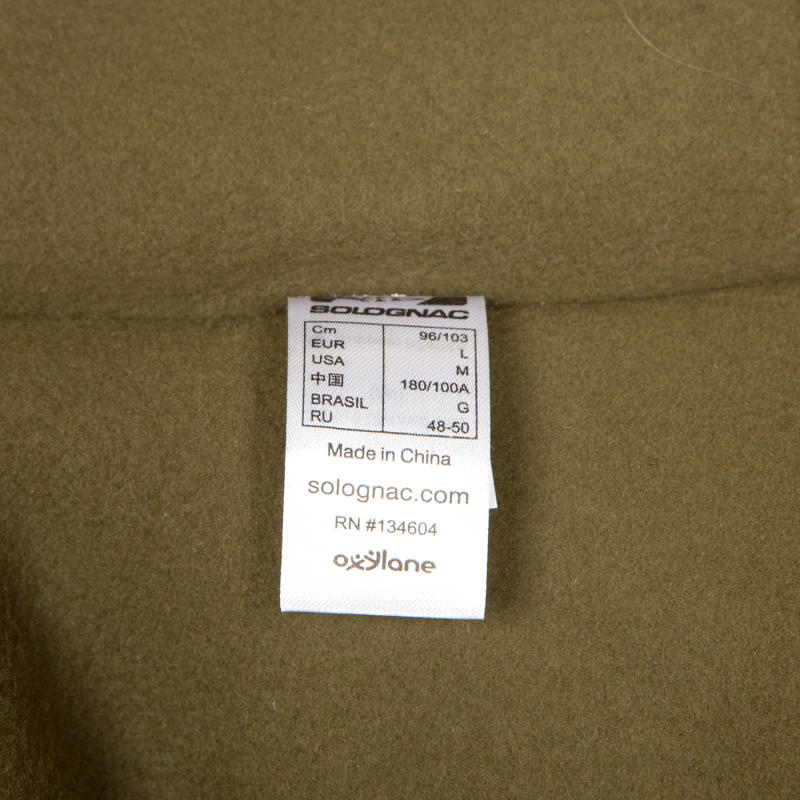 SOLOGNAC
Cm 96/103
EUR L
USA M
中国 180/100A
BRASIL G
RU 48-50
Made in China
solognac.com
RN #134604
oxylane